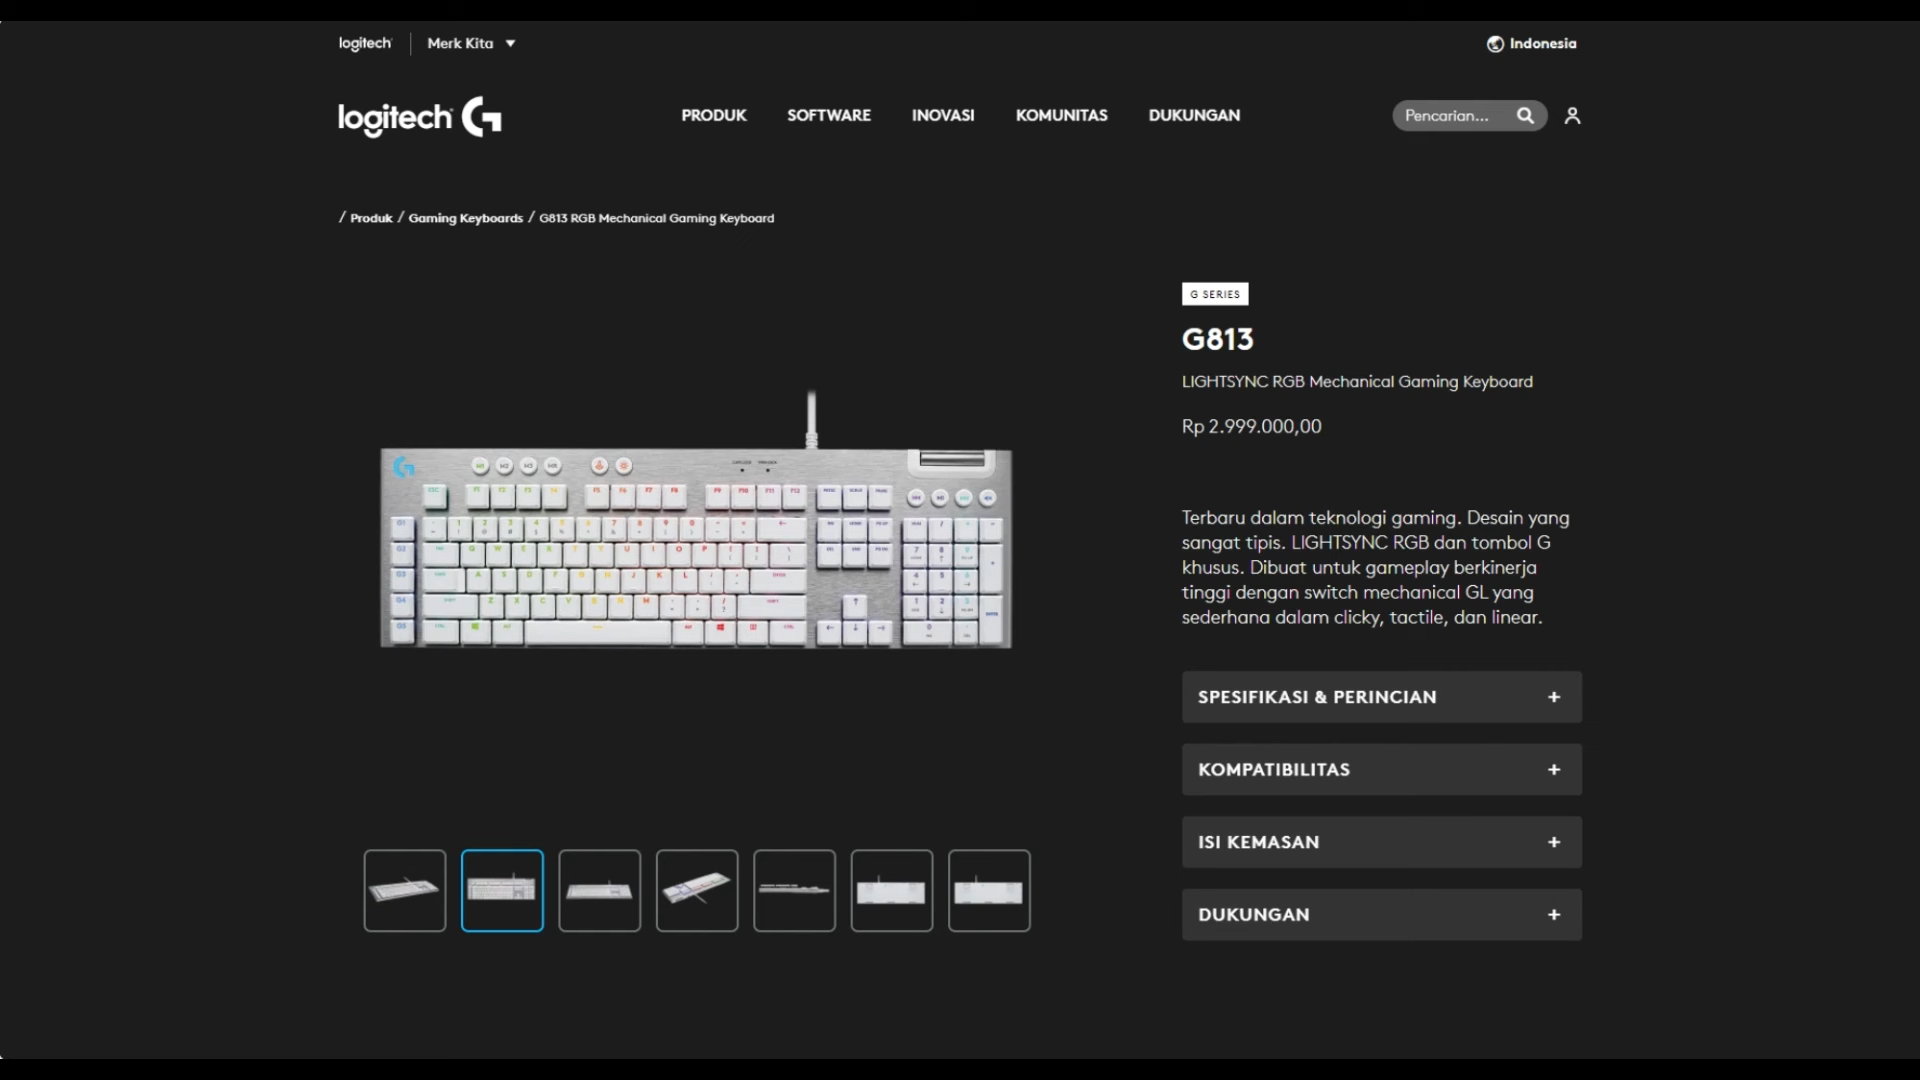 logitech
Merk Kita
Indonesia
logitech G
PRODUK
SOFTWARE
INOVASI
KOMUNITAS
DUKUNGAN
Pencarian...
/ Produk / Gaming Keyboards / G813 RGB Mechanical Gaming Keyboard
G SERIES
G813
LIGHTSYNC RGB Mechanical Gaming Keyboard
Rp 2.999.000,00
Terbaru dalam teknologi gaming. Desain yang
sangat tipis. LIGHTSYNC RGB dan tombol G
khusus. Dibuat untuk gameplay berkinerja
tinggi dengan switch mechanical GL yang
sederhana dalam clicky, tactile, dan linear.
SPESIFIKASI & PERINCIAN +
KOMPATIBILITAS +
ISI KEMASAN +
DUKUNGAN +